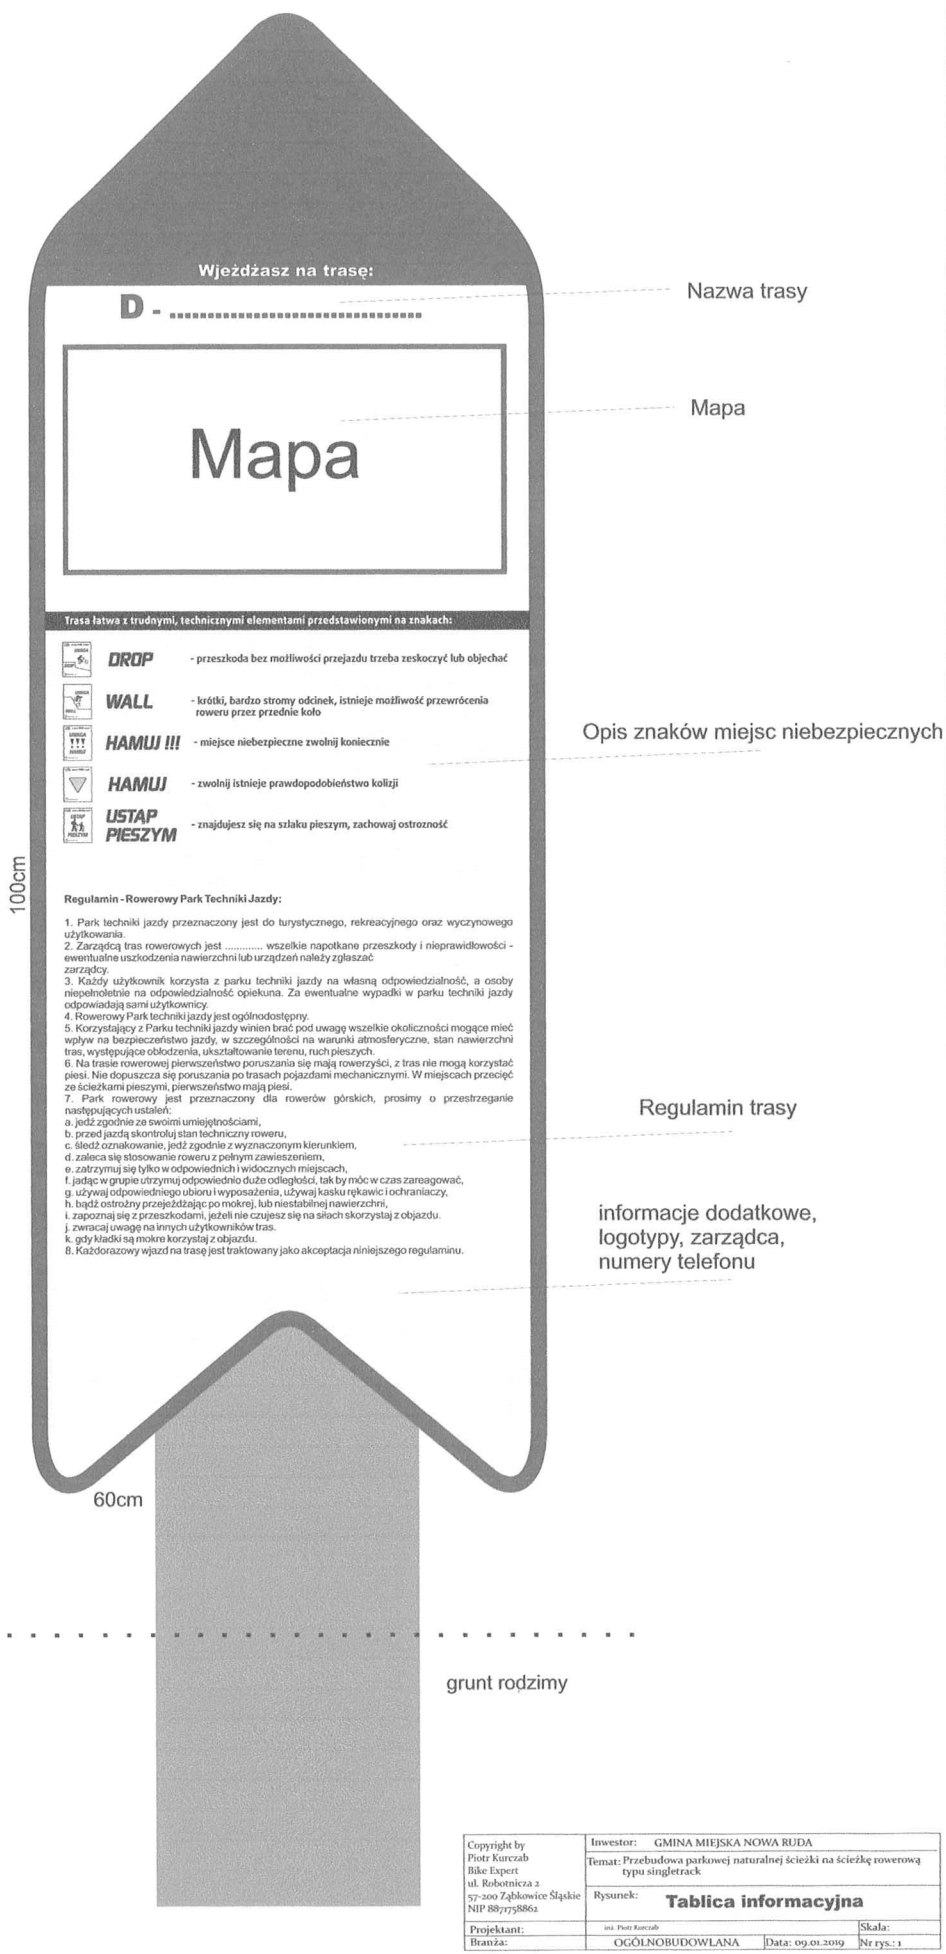 Wjeżdżasz na trasę:
D - .................................
Nazwa trasy
Mapa
Mapa
Trasa łatwa z trudnymi, technicznymi elementami przedstawionymi na znakach:
DROP - przeszkoda bez możliwości przejazdu trzeba zeskoczyć lub objechać
WALL - krótki, bardzo stromy odcinek, istnieje możliwość przewrócenia
roweru przez przednie koło
HAMUJ !!! - miejsce niebezpieczne zwolnij koniecznie
Opis znaków miejsc niebezpiecznych
HAMUJ - zwolnij istnieje prawdopodobieństwo kolizji
USTĄP
PIESZYM - znajdujesz się na szlaku pieszym, zachowaj ostrozność
100cm
Regulamin - Rowerowy Park Techniki Jazdy:
1. Park techniki jazdy przeznaczony jest do turystycznego, rekreacyjnego oraz wyczynowego
użytkowania.
2. Zarządcą tras rowerowych jest ............. wszelkie napotkane przeszkody i nieprawidłowości -
ewentualne uszkodzenia nawierzchni lub urządzeń należy zgłaszać
zarządcy.
3. Każdy użytkownik korzysta z parku techniki jazdy na własną odpowiedzialność, a osoby
niepełnoletnie na odpowiedzialność opiekuna. Za ewentualne wypadki w parku techniki jazdy
odpowiadają sami użytkownicy.
4. Rowerowy Park techniki jazdy jest ogólnodostępny.
5. Korzystający z Parku techniki jazdy winien brać pod uwagę wszelkie okoliczności mogące mieć
wpływ na bezpieczeństwo jazdy, w szczególności na warunki atmosferyczne, stan nawierzchni
tras, występujące oblodzenia, ukształtowanie terenu, ruch pieszych.
6. Na trasie rowerowej pierwszeństwo poruszania się mają rowerzyści, z tras nie mogą korzystać
piesi. Nie dopuszcza się poruszania po trasach pojazdami mechanicznymi. W miejscach przecięć
ze ścieżkami pieszymi, pierwszeństwo mają piesi.
7. Park rowerowy jest przeznaczony dla rowerów górskich, prosimy o przestrzeganie
następujących ustaleń:
a. jedź zgodnie ze swoimi umiejętnościami,
b. przed jazdą skontroluj stan techniczny roweru,
c. śledź oznakowanie, jedź zgodnie z wyznaczonym kierunkiem,
d. zaleca się stosowanie roweru z pełnym zawieszeniem,
e. zatrzymuj się tylko w odpowiednich i widocznych miejscach,
f. jadąc w grupie utrzymuj odpowiednio duże odległości, tak by móc w czas zareagować,
g. używaj odpowiedniego ubioru i wyposażenia, używaj kasku rękawic i ochraniaczy,
h. bądź ostrożny przejeżdżając po mokrej, lub niestabilnej nawierzchni,
i. zapoznaj się z przeszkodami, jeżeli nie czujesz się na siłach skorzystaj z objazdu.
j. zwracaj uwagę na innych użytkowników tras.
k. gdy kładki są mokre korzystaj z objazdu.
8. Każdorazowy wjazd na trasę jest traktowany jako akceptacja niniejszego regulaminu.
Regulamin trasy
informacje dodatkowe,
logotypy, zarządca,
numery telefonu
60cm
grunt rodzimy
Copyright by
Piotr Kurczab
Bike Expert
ul. Robotnicza 2
57-200 Ząbkowice Śląskie
NIP 8871758862
Inwestor: GMINA MIEJSKA NOWA RUDA
Temat: Przebudowa parkowej naturalnej ścieżki na ścieżkę rowerową
typu singletrack
Rysunek: Tablica informacyjna
Projektant: inż. Piotr Kurczab Skala:
Branża: OGÓLNOBUDOWLANA Data: 09.01.2019 Nr rys.: 1